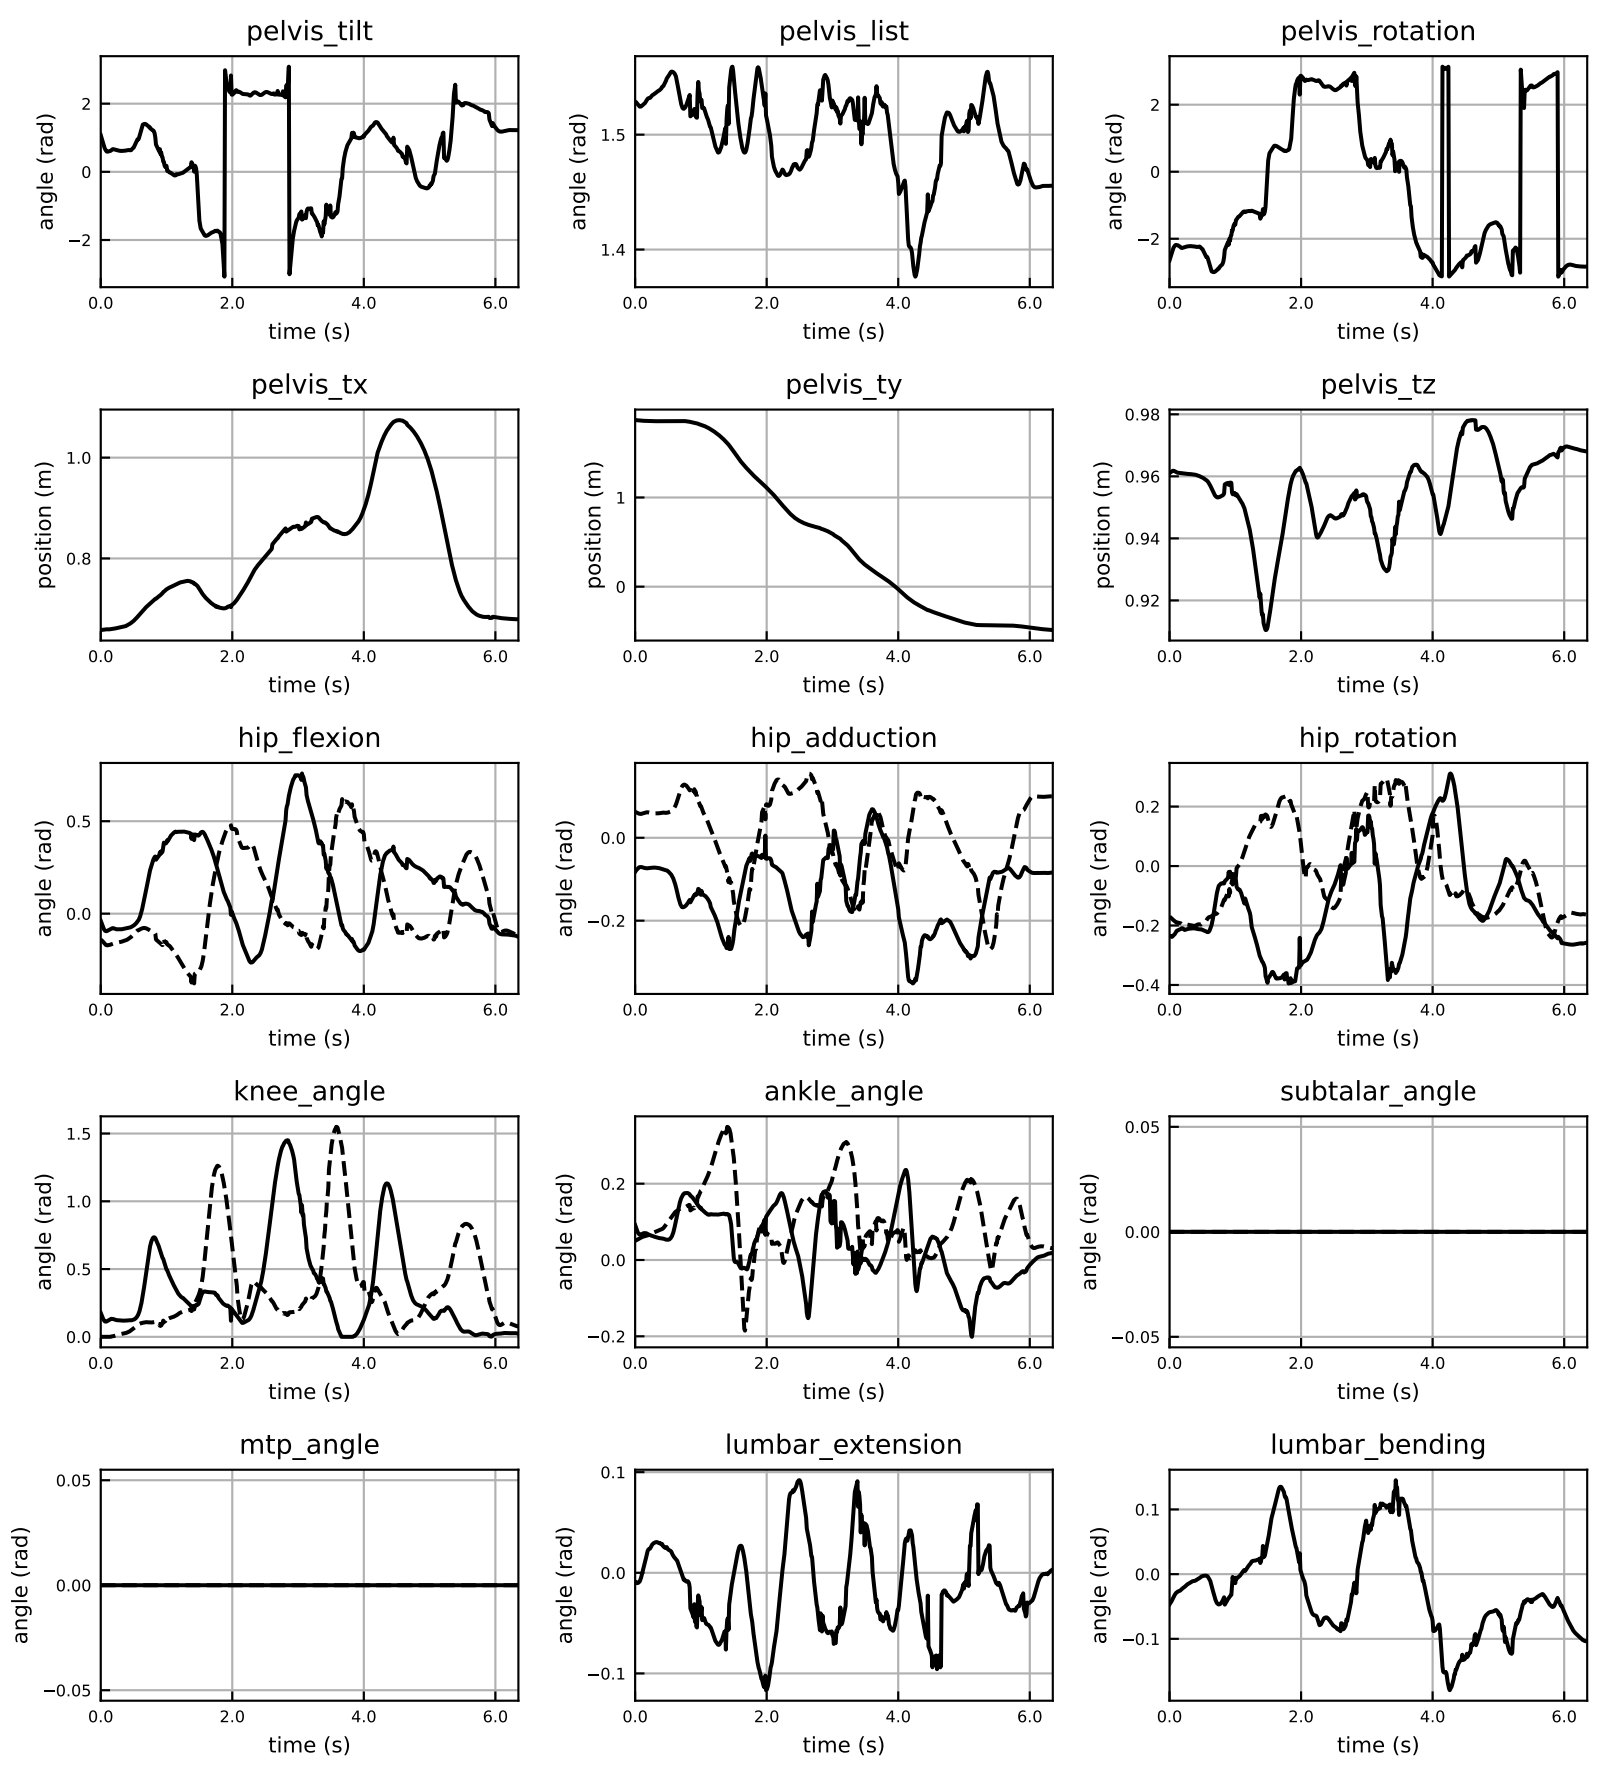 pelvis_tilt pelvis_list pelvis_rotation
angle (rad) angle (rad) angle (rad)
2 0 −2
1.5 1.4
2 0 −2
0.0 2.0 4.0 6.0 0.0 2.0 4.0 6.0 0.0 2.0 4.0 6.0
time (s) time (s) time (s)
pelvis_tx pelvis_ty pelvis_tz
position (m) position (m) position (m)
1.0 0.8
1 0
0.98 0.96 0.94 0.92
0.0 2.0 4.0 6.0 0.0 2.0 4.0 6.0 0.0 2.0 4.0 6.0
time (s) time (s) time (s)
hip_flexion hip_adduction hip_rotation
angle (rad) angle (rad) angle (rad)
0.5 0.0
0.0 −0.2
0.2 0.0 −0.2 −0.4
0.0 2.0 4.0 6.0 0.0 2.0 4.0 6.0 0.0 2.0 4.0 6.0
time (s) time (s) time (s)
knee_angle ankle_angle subtalar_angle
angle (rad) angle (rad) angle (rad)
1.5 1.0 0.5 0.0
0.2 0.0 −0.2
0.05 0.00 −0.05
0.0 2.0 4.0 6.0 0.0 2.0 4.0 6.0 0.0 2.0 4.0 6.0
time (s) time (s) time (s)
mtp_angle lumbar_extension lumbar_bending
angle (rad) angle (rad) angle (rad)
0.05 0.00 −0.05
0.1 0.0 −0.1
0.1 0.0 −0.1
0.0 2.0 4.0 6.0 0.0 2.0 4.0 6.0 0.0 2.0 4.0 6.0
time (s) time (s) time (s)